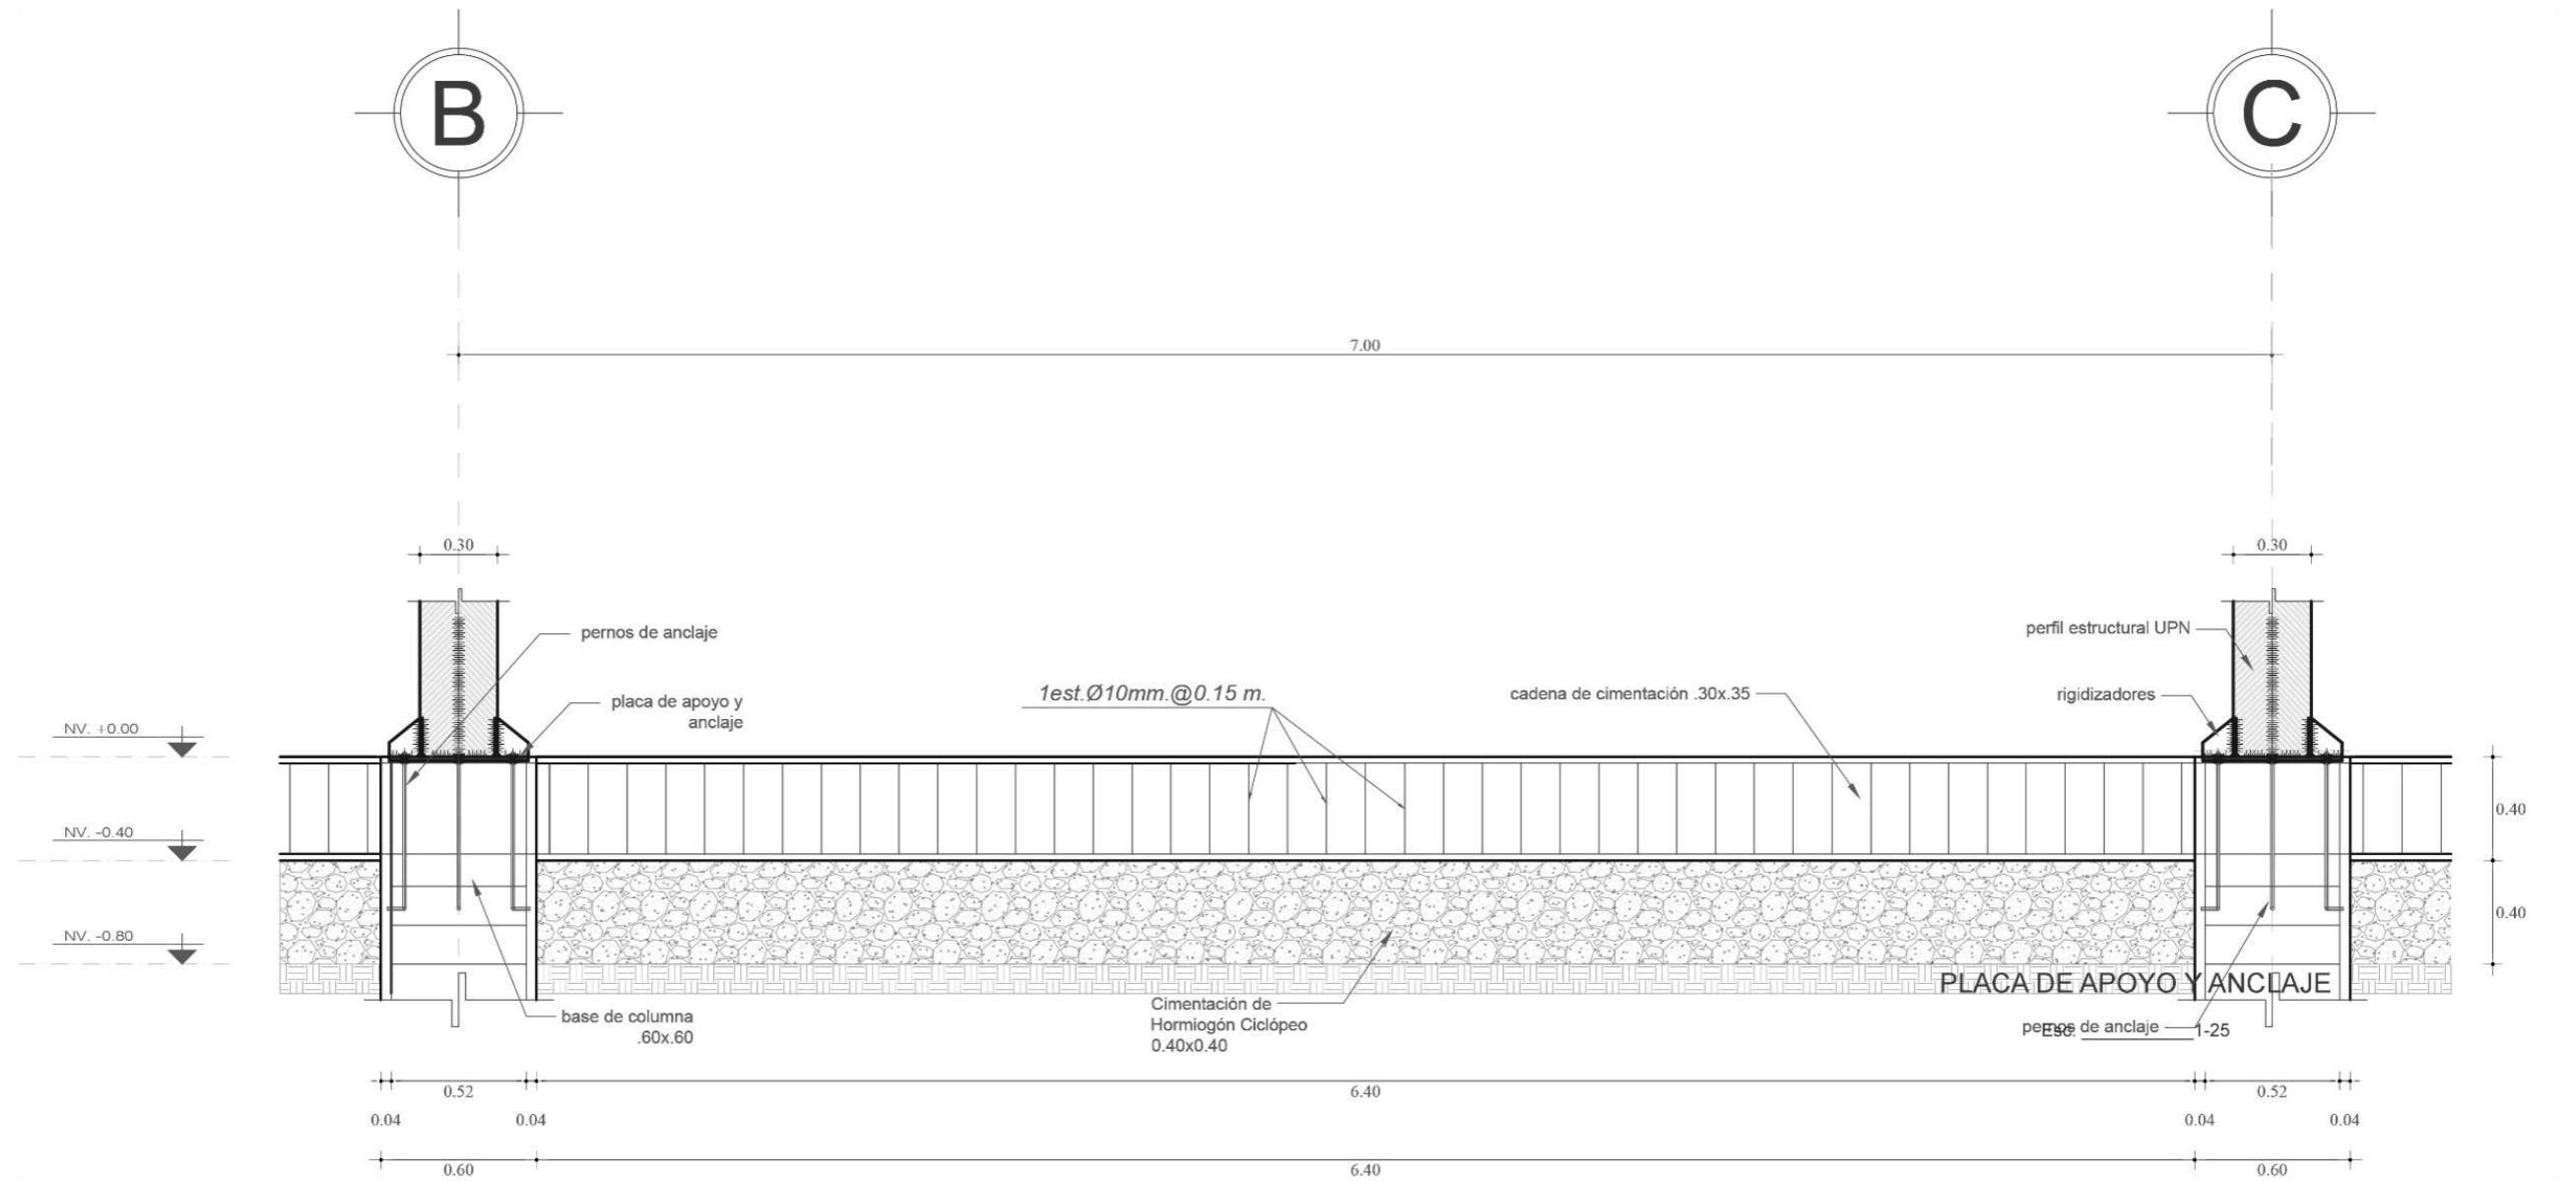 B
C
7.00
0.30
0.30
pernos de anclaje
perfil estructural UPN
placa de apoyo y
anclaje
1est.Ø10mm.@0.15 m.
cadena de cimentación .30x.35
rigidizadores
NV. +0.00
NV. -0.40
NV. -0.80
0.40
0.40
PLACA DE APOYO Y ANCLAJE
base de columna
.60x.60
Cimentación de
Hormiogón Ciclópeo
0.40x0.40
pernos de anclaje
Esc. 1-25
0.52
6.40
0.52
0.04
0.04
0.04
0.04
0.60
6.40
0.60